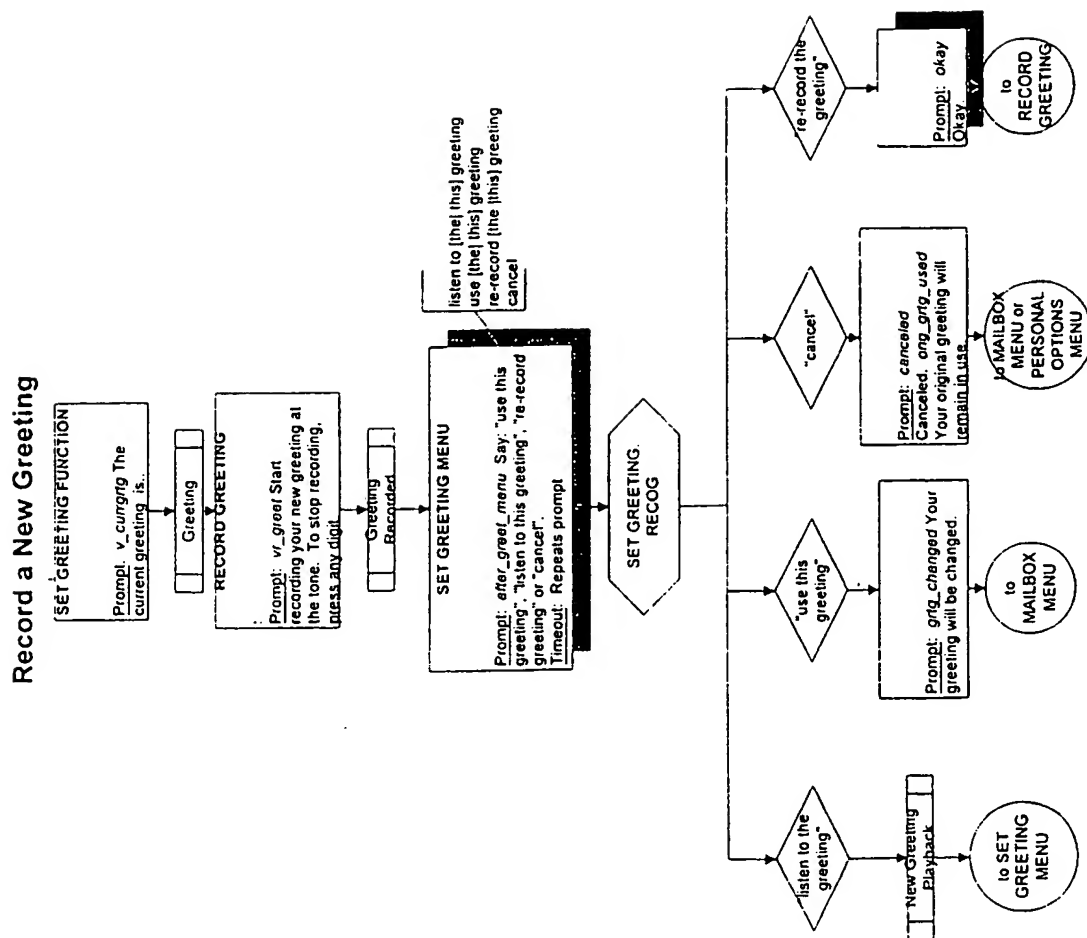 Record a New Greeting
SET GREETING FUNCTION
Prompt: v_currgrtg The
current greeting is..
Greeting
RECORD GREETING
Prompt: vr_greet Start
recording your new greeting at
the tone. To stop recording,
press any digit
Greeting
Recorded
SET GREETING MENU
Prompt: after_greet_menu Say: "use this
greeting", "listen to this greeting", "re-record
greeting" or "cancel".
Timeout: Repeats prompt
listen to [the| this] greeting
use [the| this] greeting
re-record [the |this] greeting
cancel
SET GREETING.
RECOG
"listen to the
greeting"
New Greeting
Playback
to SET
GREETING
MENU
"use this
greeting"
Prompt: grtg_changed Your
greeting will be changed.
to
MAILBOX
MENU
"cancel"
Prompt: canceled
Canceled. ong_grtg_used
Your original greeting will
remain in use
to MAILBOX
MENU or
PERSONAL
OPTIONS
MENU
"re-record the
greeting"
Prompt: okay
Okay.
to
RECORD
GREETING